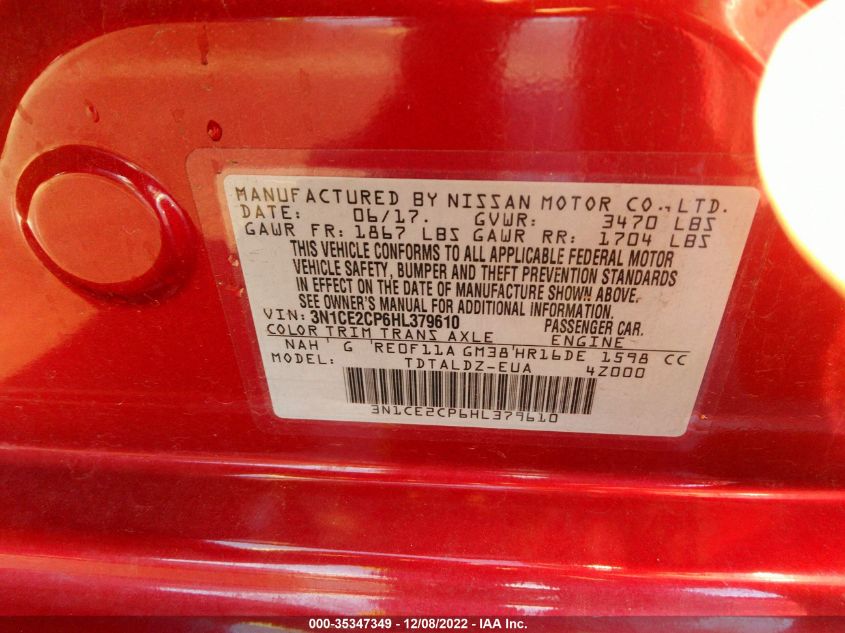 MANUFACTURED BY NISSAN MOTOR CO., LTD.
DATE: 06/17. GVWR: 3470 LBS
GAWR FR: 1867 LBS GAWR RR: 1704 LBS
THIS VEHICLE CONFORMS TO ALL APPLICABLE FEDERAL MOTOR
VEHICLE SAFETY, BUMPER AND THEFT PREVENTION STANDARDS
IN EFFECT ON THE DATE OF MANUFACTURE SHOWN ABOVE.
SEE OWNER'S MANUAL FOR ADDITIONAL INFORMATION.
VIN: 3N1CE2CP6HL379610 PASSENGER CAR.
COLOR TRIM TRANS AXLE ENGINE
NAH G RE0F11A GM38 HR16DE 1598 CC
MODEL: TDTALDZ-EUA 4Z000
3N1CE2CP6HL379610
000-35347349 - 12/08/2022 - IAA Inc.